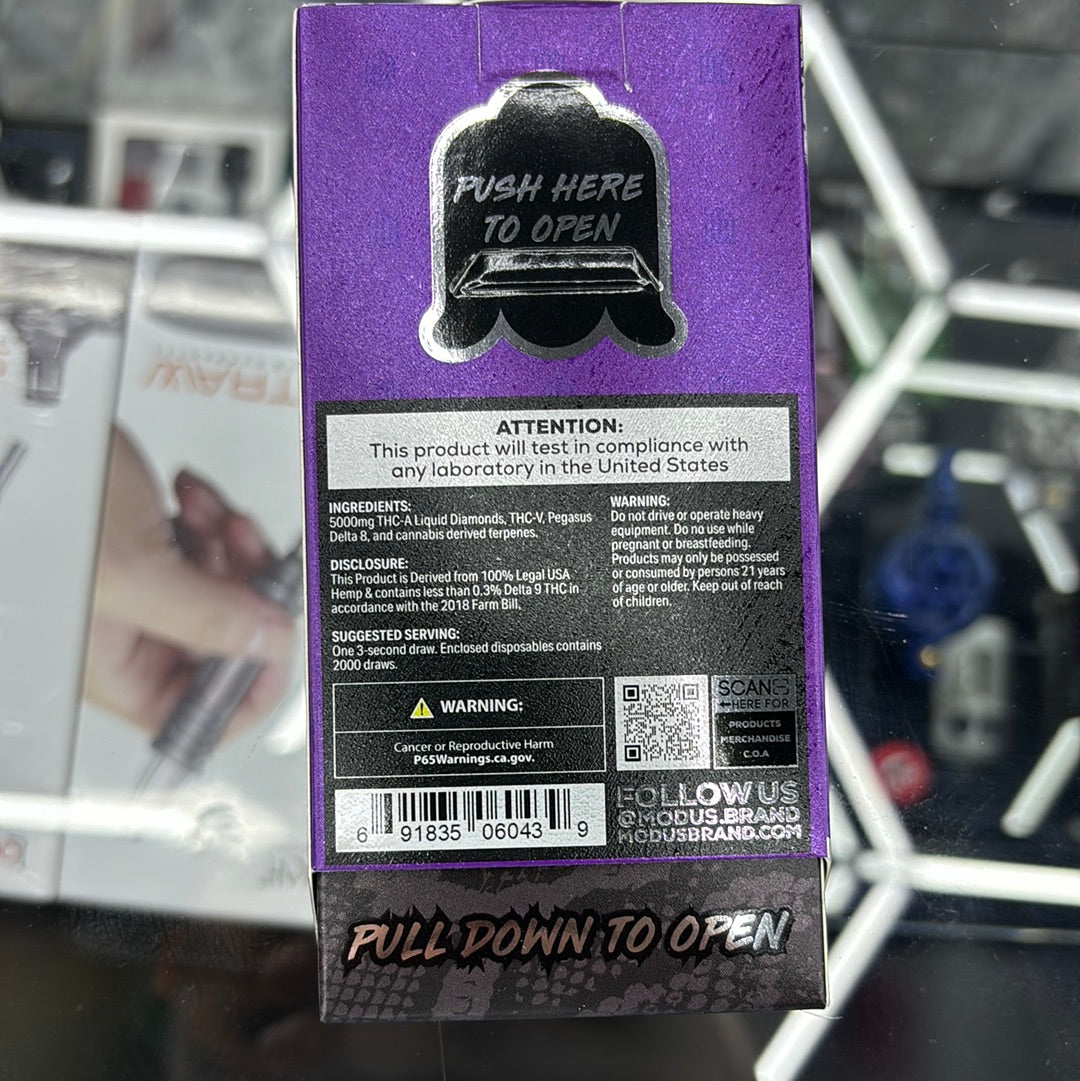 PUSH HERE
TO OPEN
ATTENTION:
This product will test in compliance with
any laboratory in the United States
INGREDIENTS:
5000mg THC-A Liquid Diamonds, THC-V, Pegasus
Delta 8, and cannabis derived terpenes.
DISCLOSURE:
This Product is Derived from 100% Legal USA
Hemp & contains less than 0.3% Delta 9 THC in
accordance with the 2018 Farm Bill.
SUGGESTED SERVING:
One 3-second draw. Enclosed disposables contains
2000 draws.
WARNING:
Do not drive or operate heavy
equipment. Do no use while
pregnant or breastfeeding.
Products may only be possessed
or consumed by persons 21 years
of age or older. Keep out of reach
of children.
WARNING:
Cancer or Reproductive Harm
P65Warnings.ca.gov.
SCAN
HERE FOR
PRODUCTS
MERCHANDISE
C.O.A
6 91835 06043 9
FOLLOW US
@MODUS.BRAND
MODUSBRAND.COM
PULL DOWN TO OPEN